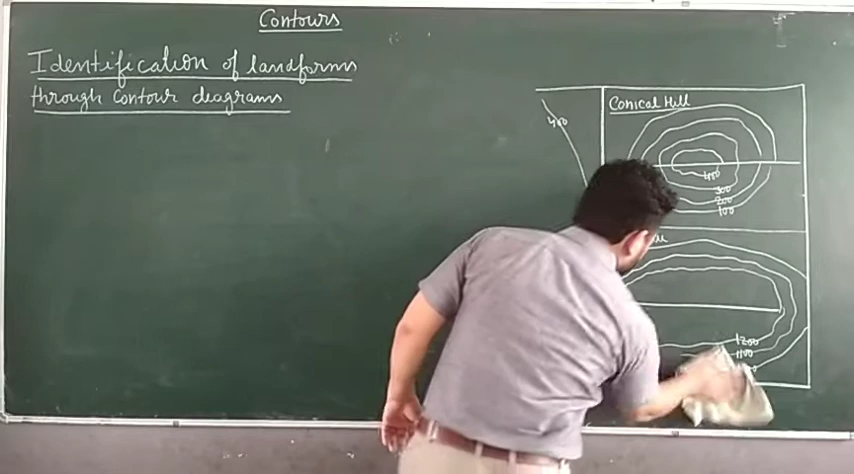 Contours
Identification of landforms
through Contour diagrams
Conical Hill
400
400
300
200
100
1200
1100